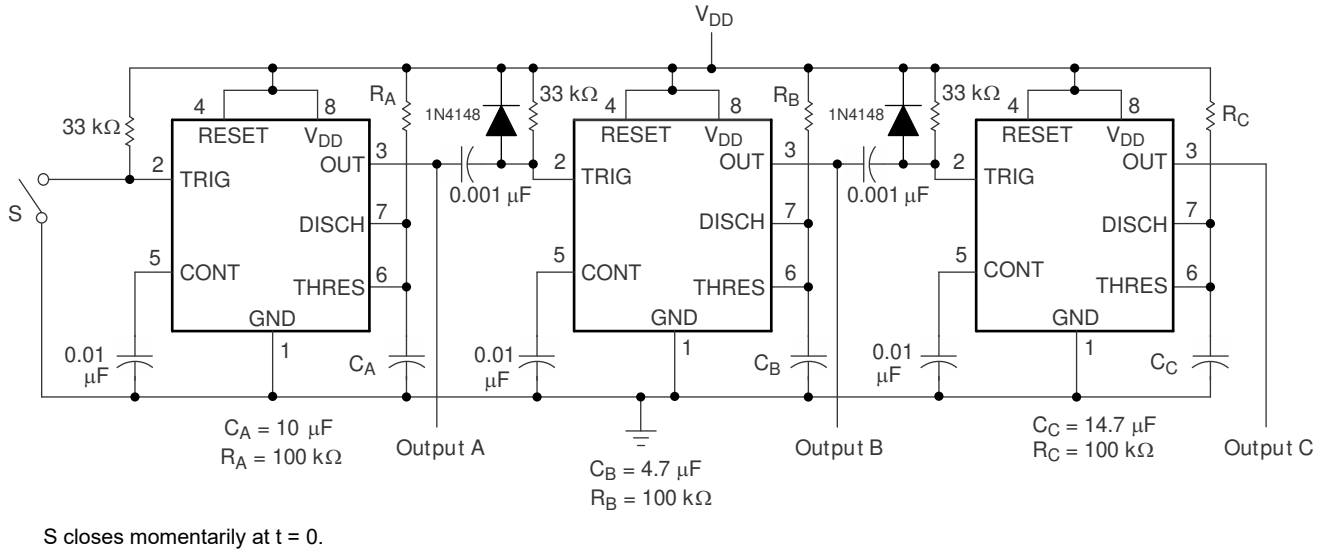 VDD
RA
1N4148
33 kΩ
RB
1N4148
33 kΩ
RC
33 kΩ
4
8
RESET
VDD
OUT
3
2
TRIG
S
DISCH
7
5
CONT
THRES
6
GND
1
0.01
μF
CA
0.001 μF
4
8
RESET
VDD
OUT
3
2
TRIG
DISCH
7
5
CONT
THRES
6
GND
1
0.01
μF
CB
0.001 μF
4
8
RESET
VDD
OUT
3
2
TRIG
DISCH
7
5
CONT
THRES
6
GND
1
0.01
μF
CC
CA = 10 μF
RA = 100 kΩ
Output A
CB = 4.7 μF
RB = 100 kΩ
Output B
CC = 14.7 μF
RC = 100 kΩ
Output C
S closes momentarily at t = 0.